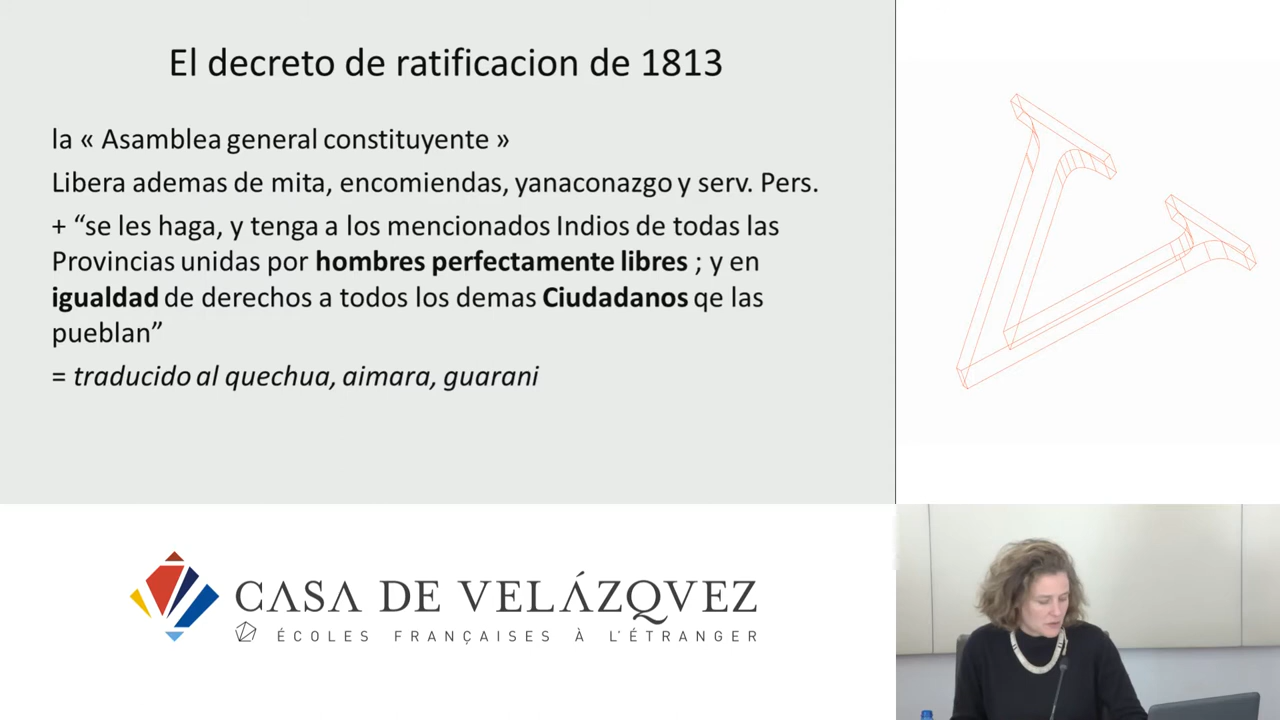 El decreto de ratificacion de 1813
la « Asamblea general constituyente »
Libera ademas de mita, encomiendas, yanaconazgo y serv. Pers.
+ “se les haga, y tenga a los mencionados Indios de todas las
Provincias unidas por hombres perfectamente libres ; y en
igualdad de derechos a todos los demas Ciudadanos qe las
pueblan”
= traducido al quechua, aimara, guarani
CASA DE VELÁZQVEZ
ÉCOLES FRANÇAISES À L'ÉTRANGER